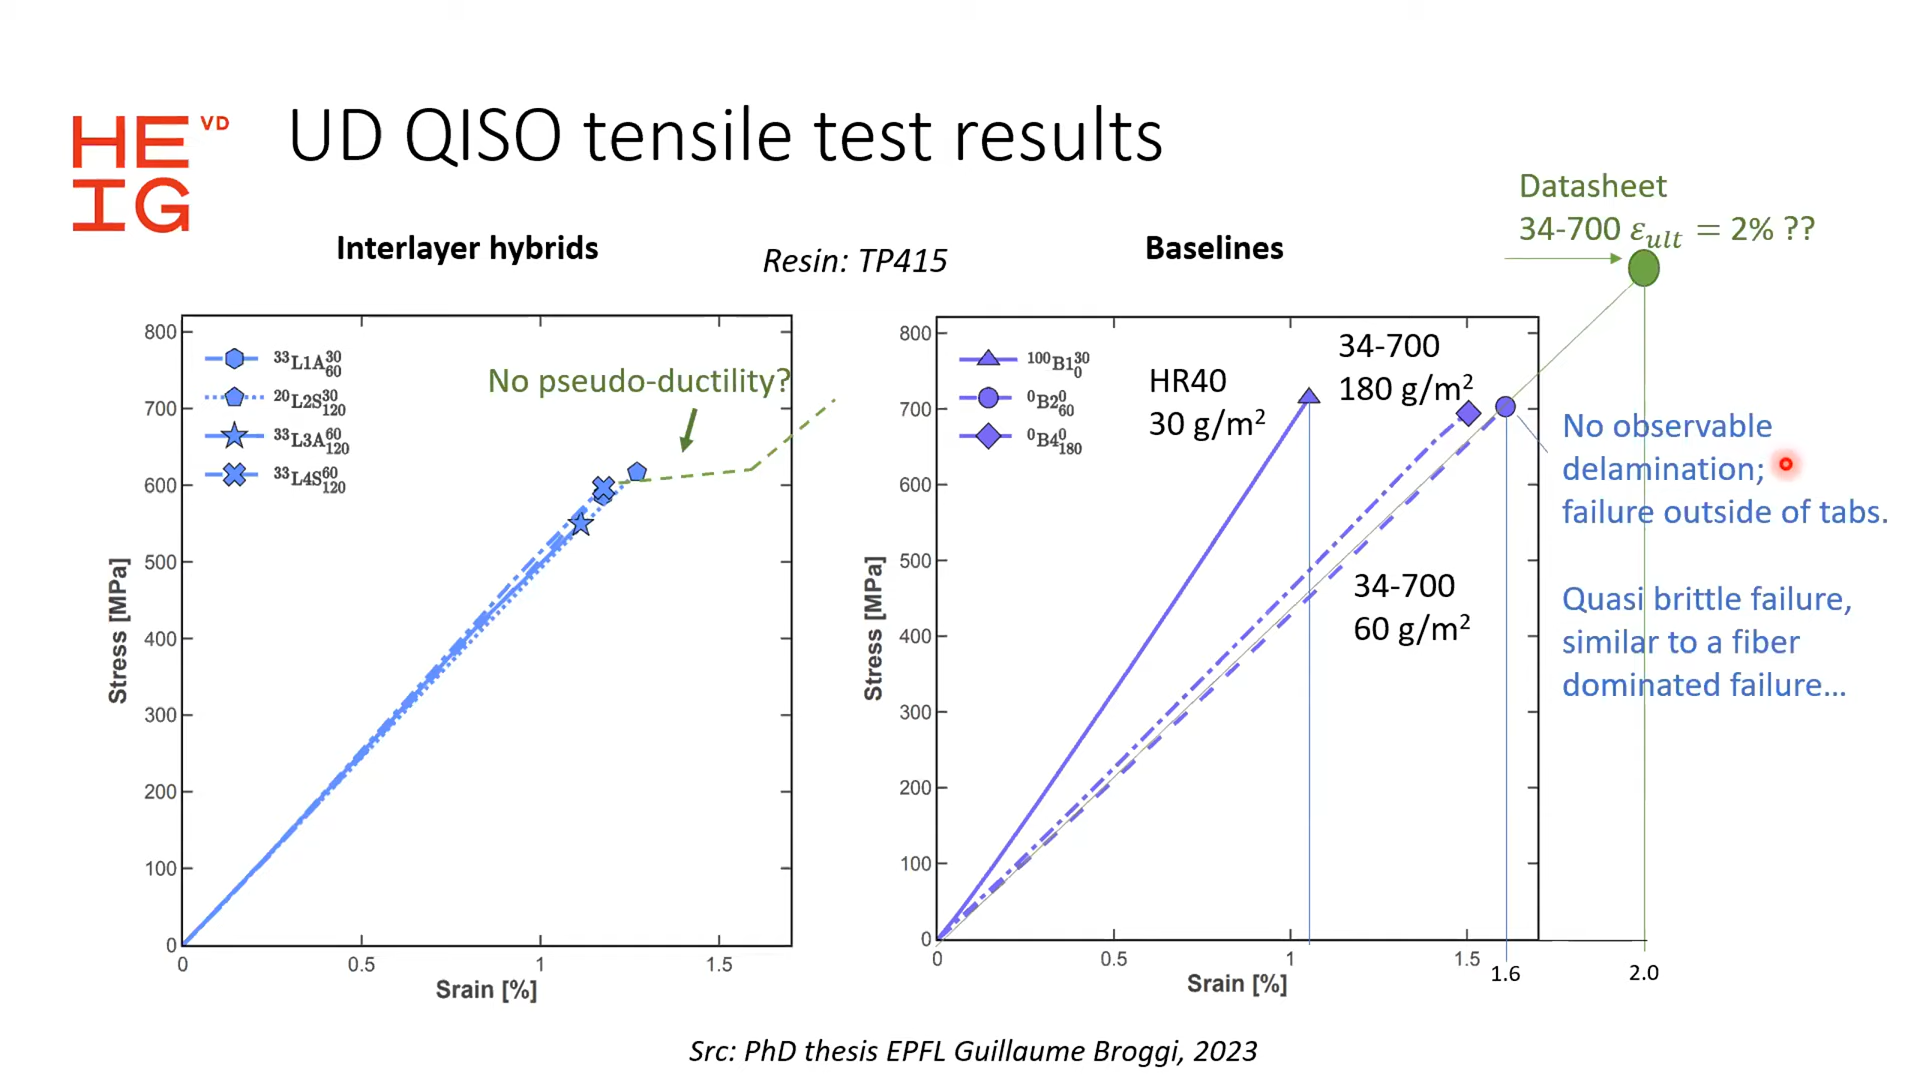 HE VD
IG
UD QISO tensile test results
Interlayer hybrids
Resin: TP415
Baselines
Datasheet
34-700 εult = 2% ??
800
700
600
500
400
300
200
100
0
Stress [MPa]
0 0.5 1 1.5
Srain [%]
33L1A3060
20L2S30120
33L3A60120
33L4S60120
No pseudo-ductility?
800
700
600
500
400
300
200
100
0
Stress [MPa]
0 0.5 1 1.5 1.6 2.0
Srain [%]
100B1300
0B2060
0B40180
HR40
30 g/m²
34-700
180 g/m²
34-700
60 g/m²
No observable
delamination;
failure outside of tabs.
Quasi brittle failure,
similar to a fiber
dominated failure...
Src: PhD thesis EPFL Guillaume Broggi, 2023